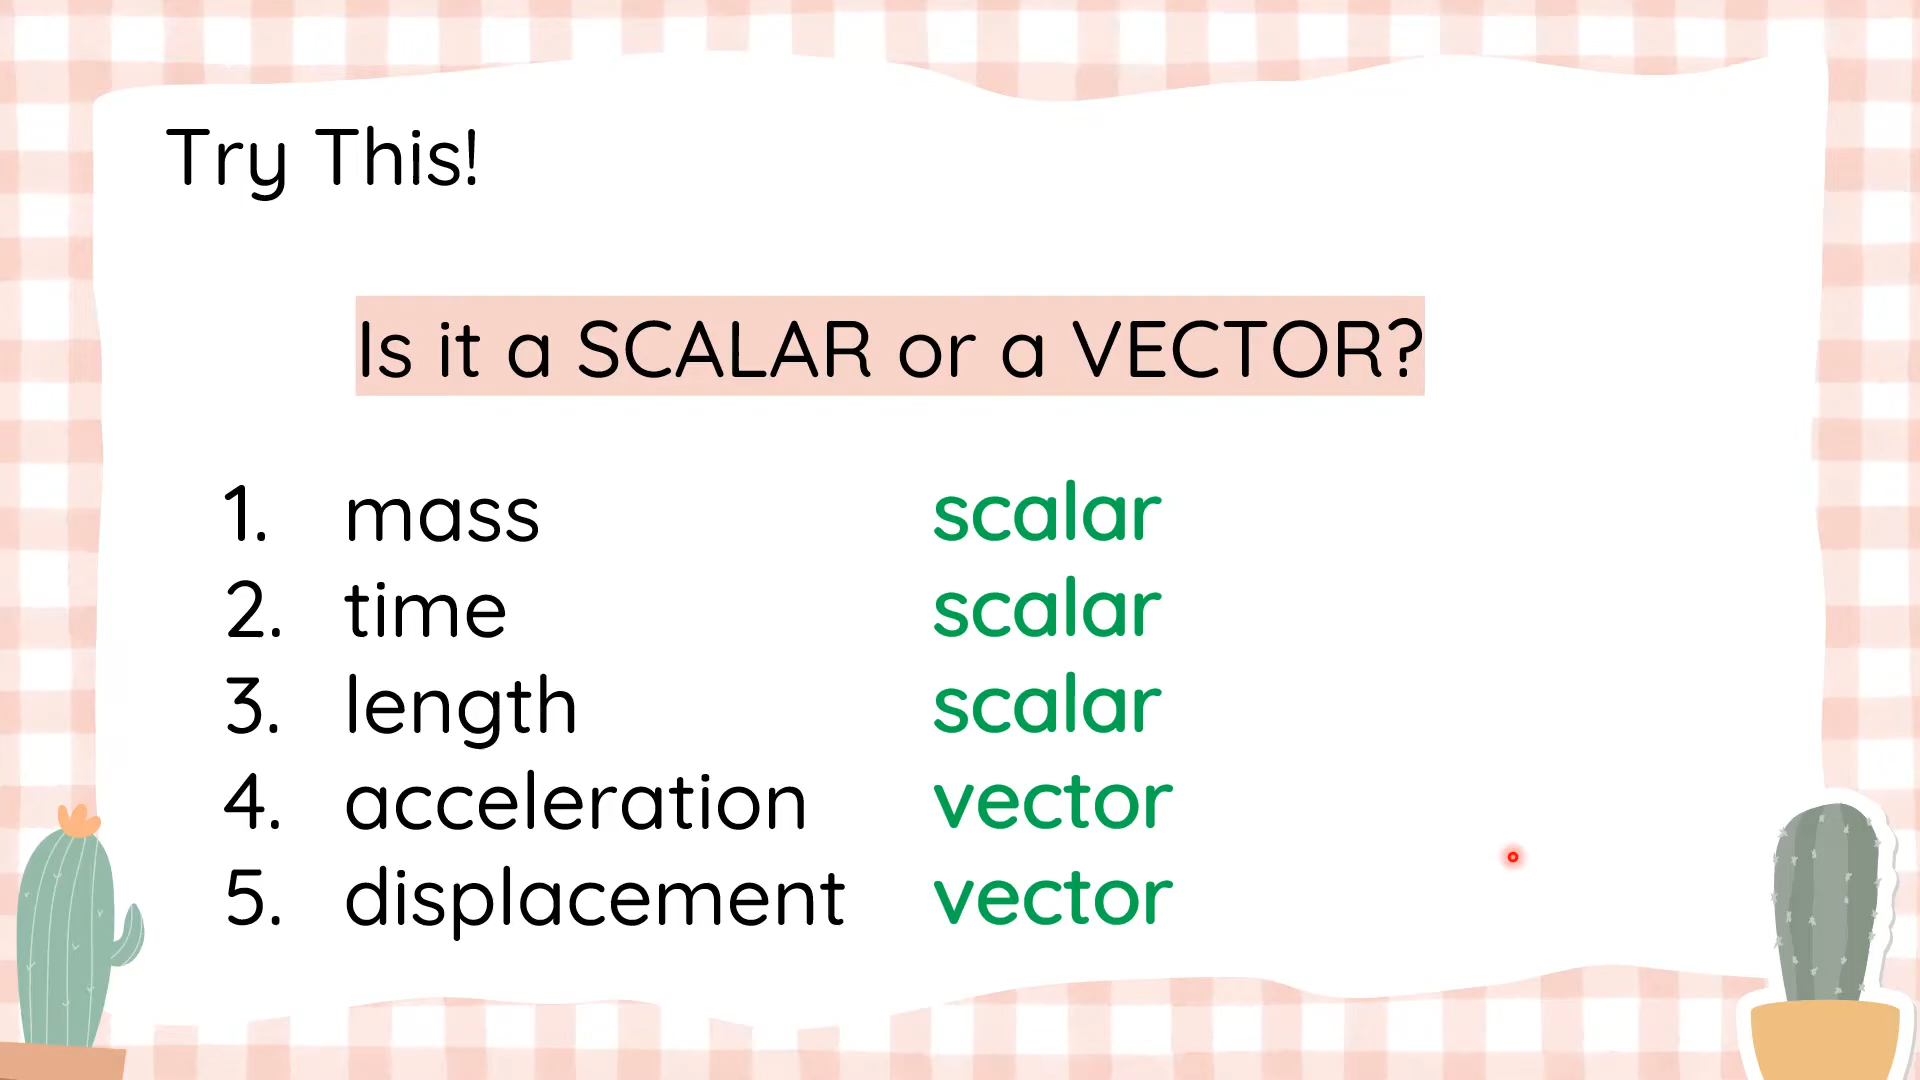 Try This!
Is it a SCALAR or a VECTOR?
1. mass scalar
2. time scalar
3. length scalar
4. acceleration vector
5. displacement vector